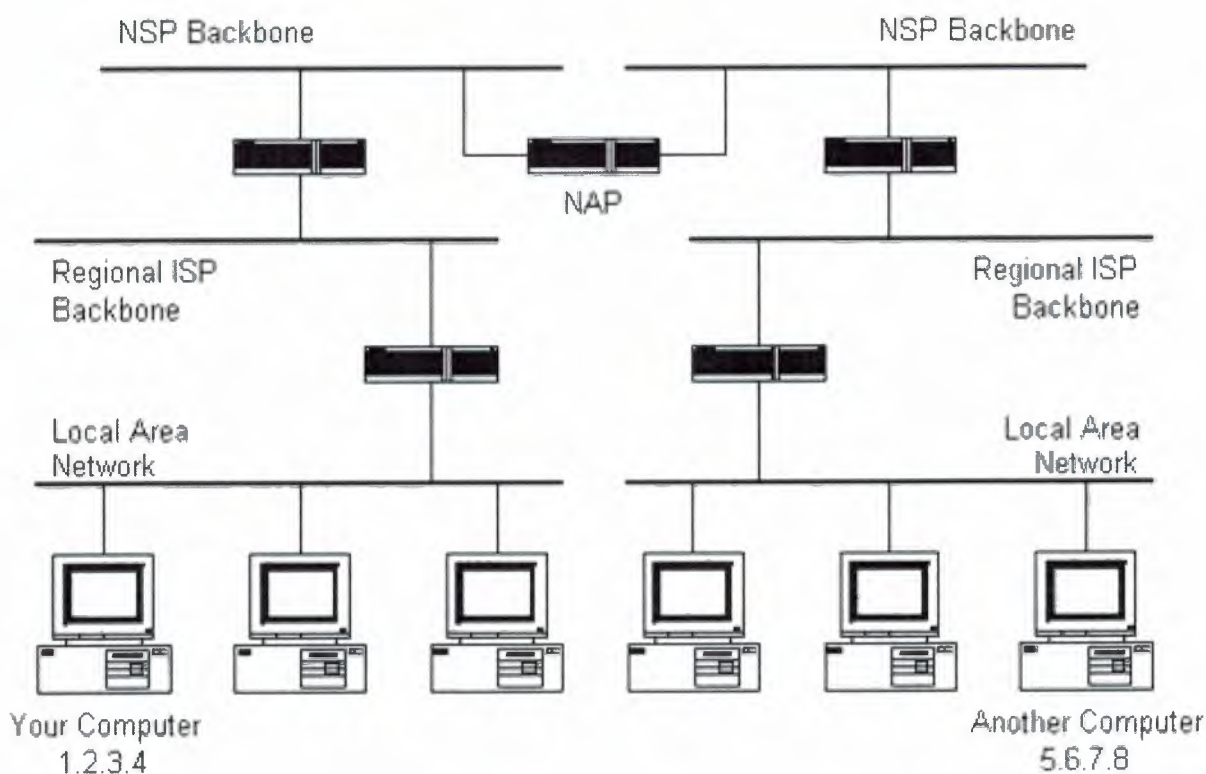 NSP Backbone
NSP Backbone
NAP
Regional ISP
Backbone
Regional ISP
Backbone
Local Area
Network
Local Area
Network
Your Computer
1.2.3.4
Another Computer
5.6.7.8